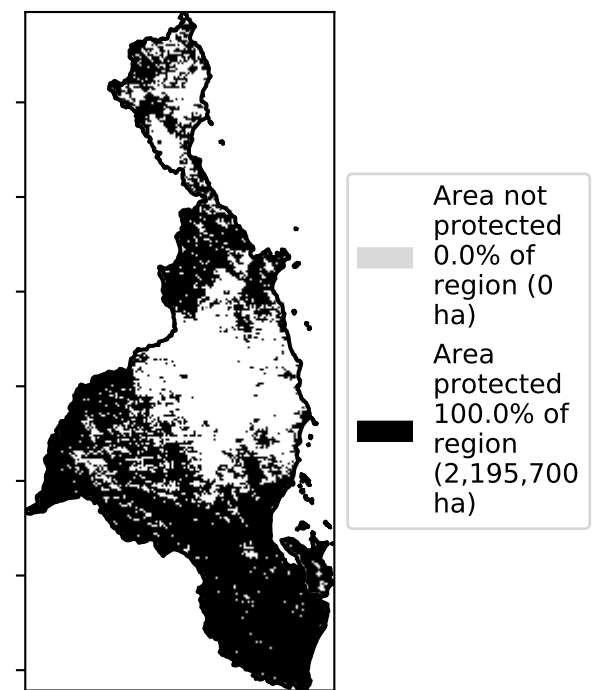 Area not
protected
0.0% of
region (0
ha)
Area
protected
100.0% of
region
(2,195,700
ha)